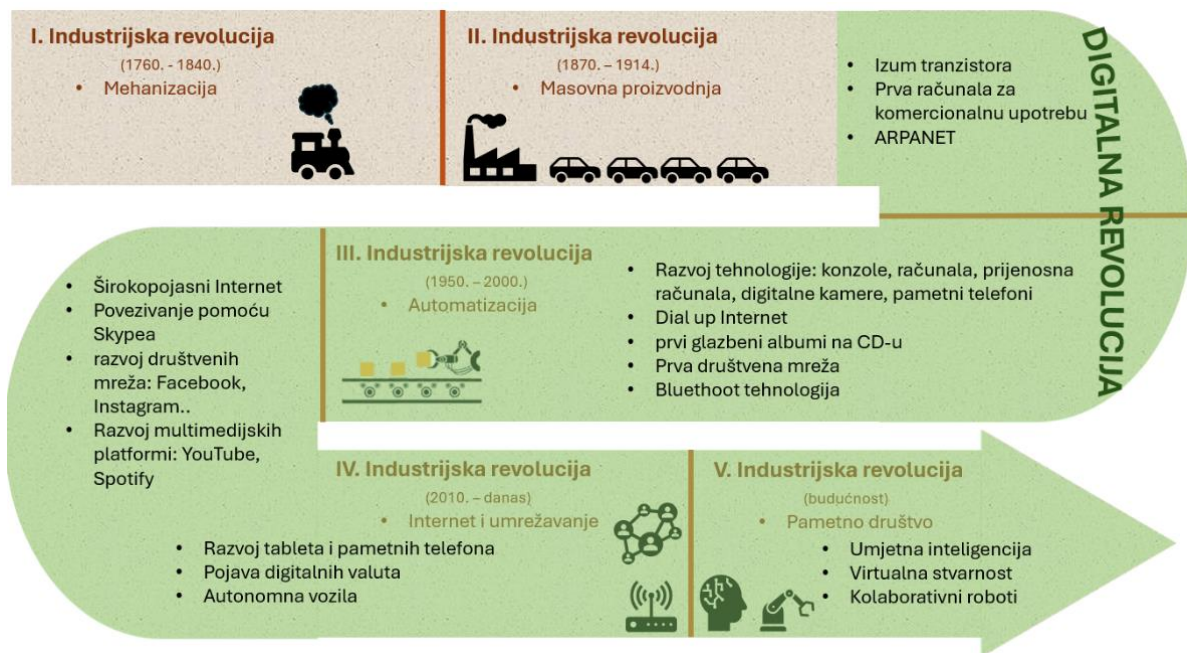 I. Industrijska revolucija
(1760. - 1840.)
• Mehanizacija
II. Industrijska revolucija
(1870. – 1914.)
• Masovna proizvodnja
• Izum tranzistora
• Prva računala za
komercijalnu upotrebu
• ARPANET
DIGITALNA REVOLUCIJA
III. Industrijska revolucija
(1950. – 2000.)
• Automatizacija
• Razvoj tehnologije: konzole, računala, prijenosna
računala, digitalne kamere, pametni telefoni
• Dial up Internet
• prvi glazbeni albumi na CD-u
• Prva društvena mreža
• Bluethoot tehnologija
• Širokopojasni Internet
• Povezivanje pomoću
Skypea
• razvoj društvenih
mreža: Facebook,
Instagram..
• Razvoj multimedijskih
platformi: YouTube,
Spotify
IV. Industrijska revolucija
(2010. – danas)
• Internet i umrežavanje
• Razvoj tableta i pametnih telefona
• Pojava digitalnih valuta
• Autonomna vozila
V. Industrijska revolucija
(budućnost)
• Pametno društvo
• Umjetna inteligencija
• Virtualna stvarnost
• Kolaborativni roboti